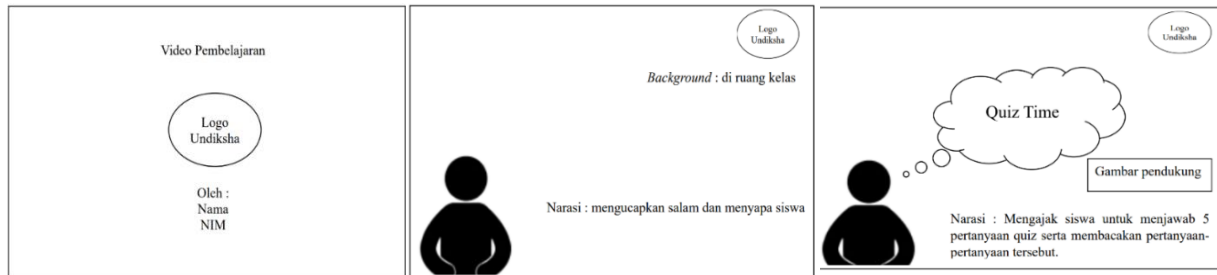 Video Pembelajaran
Logo
Undiksha
Oleh :
Nama
NIM
Logo
Undiksha
Background : di ruang kelas
Narasi : mengucapkan salam dan menyapa siswa
Logo
Undiksha
Quiz Time
Gambar pendukung
Narasi : Mengajak siswa untuk menjawab 5
pertanyaan quiz serta membacakan pertanyaan-
pertanyaan tersebut.